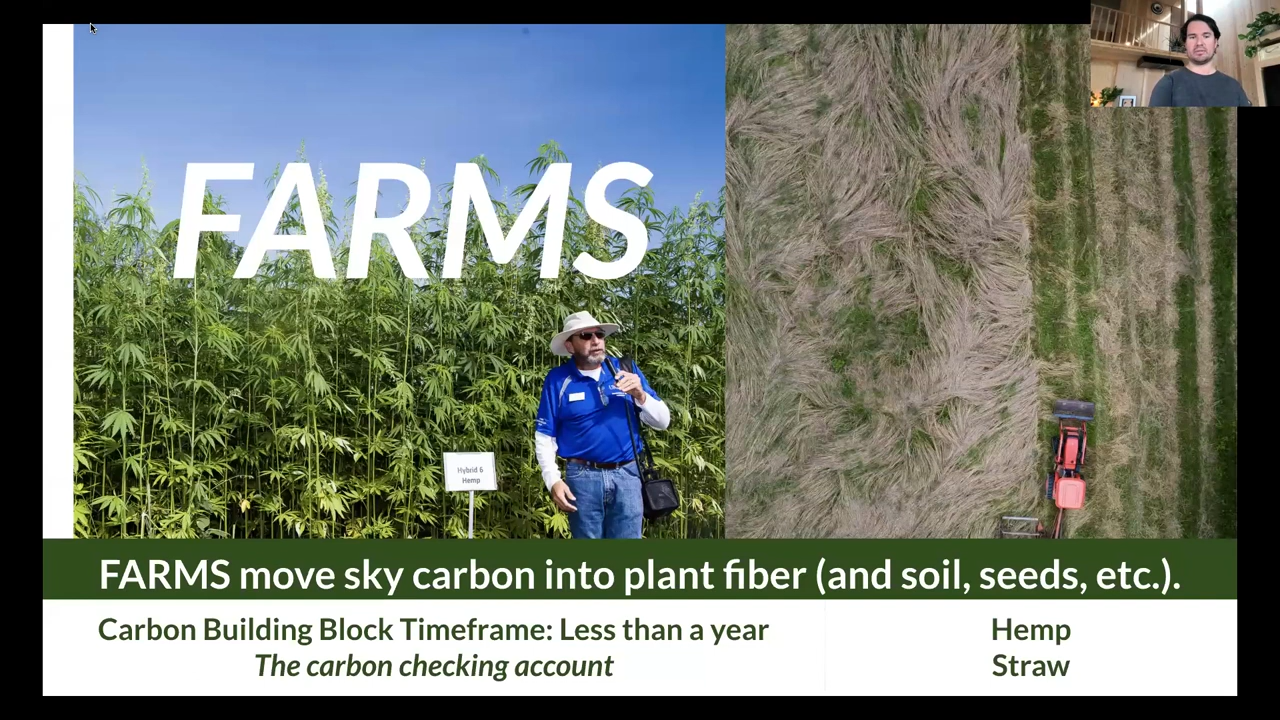 FARMS
Hybrid 6
Hemp
FARMS move sky carbon into plant fiber (and soil, seeds, etc.).
Carbon Building Block Timeframe: Less than a year
The carbon checking account
Hemp
Straw